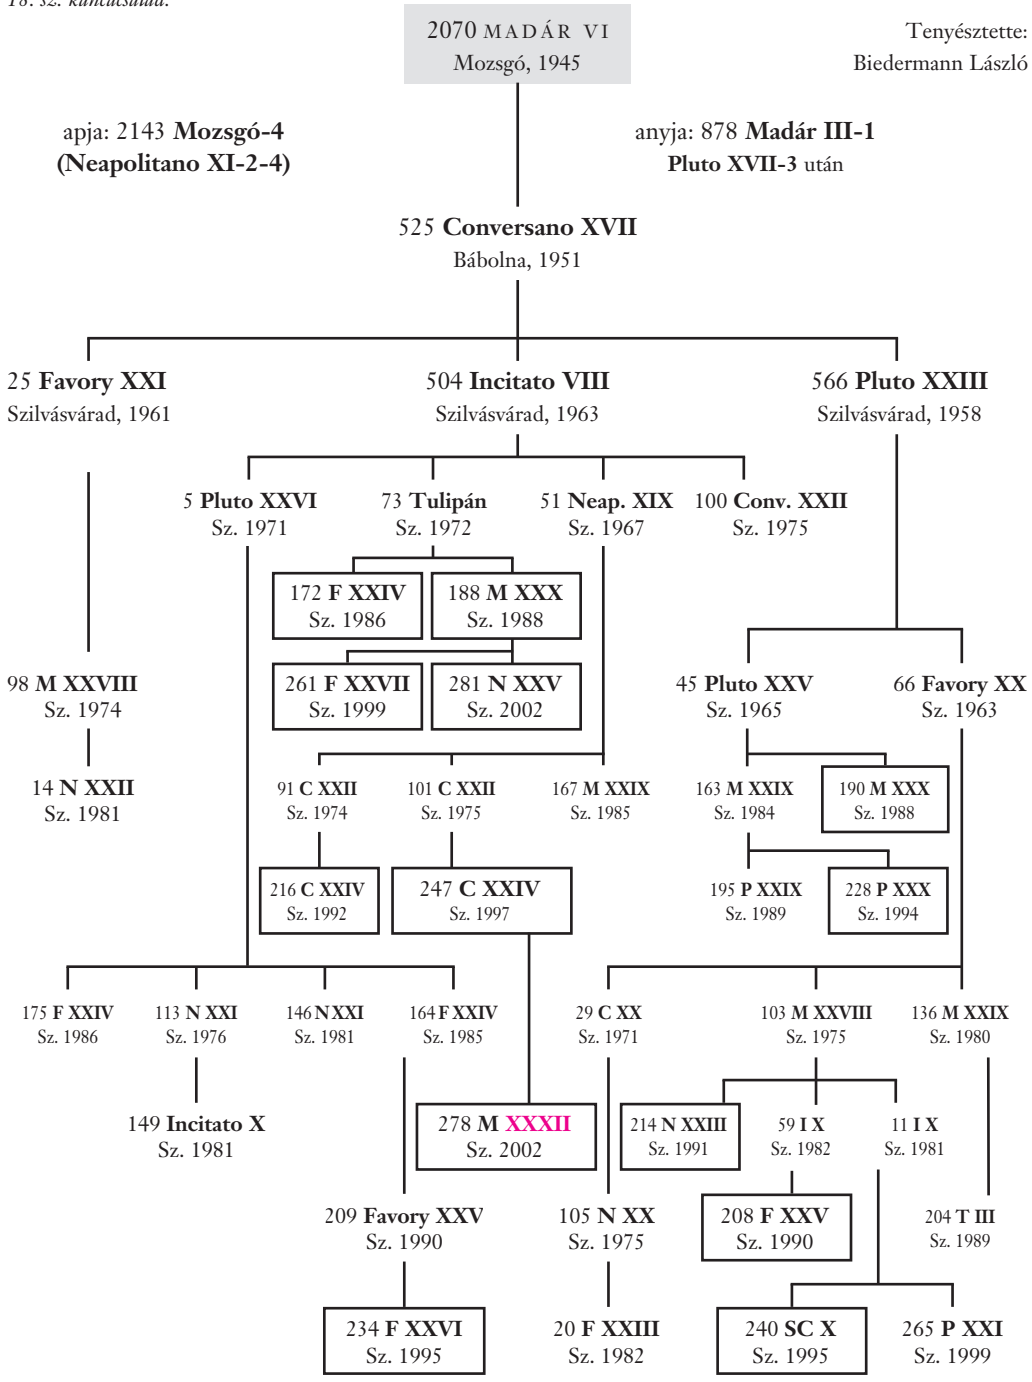 18. sz. kancacsalád.
2070 MADÁR VI
Mozsgó, 1945
Tenyésztette:
Biedermann László
apja: 2143 Mozsgó-4
(Neapolitano XI-2-4)
anyja: 878 Madár III-1
Pluto XVII-3 után
525 Conversano XVII
Bábolna, 1951
25 Favory XXI
Szilvásvárad, 1961
504 Incitato VIII
Szilvásvárad, 1963
566 Pluto XXIII
Szilvásvárad, 1958
5 Pluto XXVI
Sz. 1971
73 Tulipán
Sz. 1972
51 Neap. XIX
Sz. 1967
100 Conv. XXII
Sz. 1975
172 F XXIV
Sz. 1986
188 M XXX
Sz. 1988
261 F XXVII
Sz. 1999
281 N XXV
Sz. 2002
98 M XXVIII
Sz. 1974
45 Pluto XXV
Sz. 1965
66 Favory XX
Sz. 1963
14 N XXII
Sz. 1981
91 C XXII
Sz. 1974
101 C XXII
Sz. 1975
167 M XXIX
Sz. 1985
163 M XXIX
Sz. 1984
190 M XXX
Sz. 1988
216 C XXIV
Sz. 1992
247 C XXIV
Sz. 1997
195 P XXIX
Sz. 1989
228 P XXX
Sz. 1994
175 F XXIV
Sz. 1986
113 N XXI
Sz. 1976
146 N XXI
Sz. 1981
164 F XXIV
Sz. 1985
29 C XX
Sz. 1971
103 M XXVIII
Sz. 1975
136 M XXIX
Sz. 1980
149 Incitato X
Sz. 1981
278 M XXXII
Sz. 2002
214 N XXIII
Sz. 1991
59 I X
Sz. 1982
11 I X
Sz. 1981
209 Favory XXV
Sz. 1990
105 N XX
Sz. 1975
208 F XXV
Sz. 1990
204 T III
Sz. 1989
234 F XXVI
Sz. 1995
20 F XXIII
Sz. 1982
240 SC X
Sz. 1995
265 P XXI
Sz. 1999